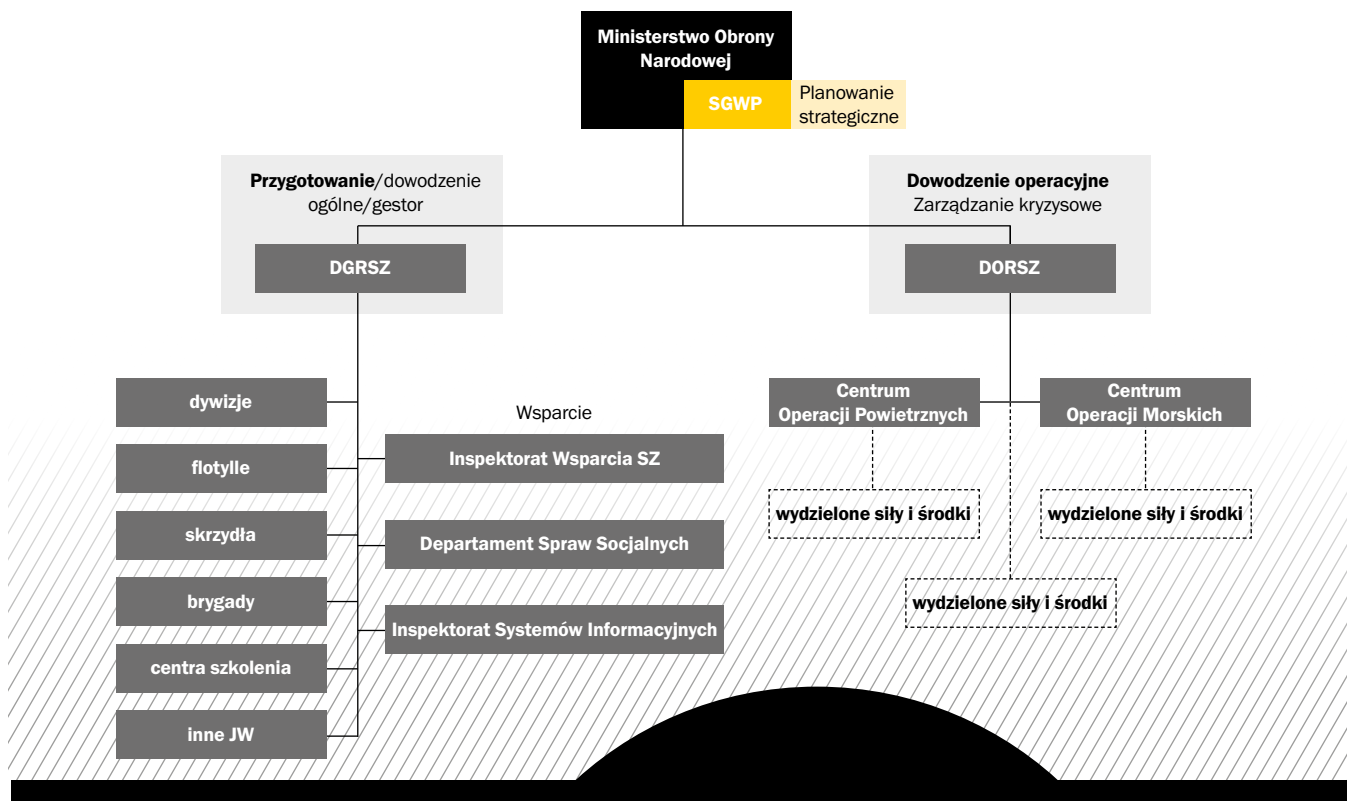 Ministerstwo Obrony
Narodowej
SGWP
Planowanie
strategiczne
Przygotowanie/dowodzenie
ogólne/gestor
DGRSZ
Dowodzenie operacyjne
Zarządzanie kryzysowe
DORSZ
dywizje
flotylle
skrzydła
brygady
centra szkolenia
inne JW
Wsparcie
Inspektorat Wsparcia SZ
Departament Spraw Socjalnych
Inspektorat Systemów Informacyjnych
Centrum
Operacji Powietrznych
Centrum
Operacji Morskich
wydzielone siły i środki
wydzielone siły i środki
wydzielone siły i środki